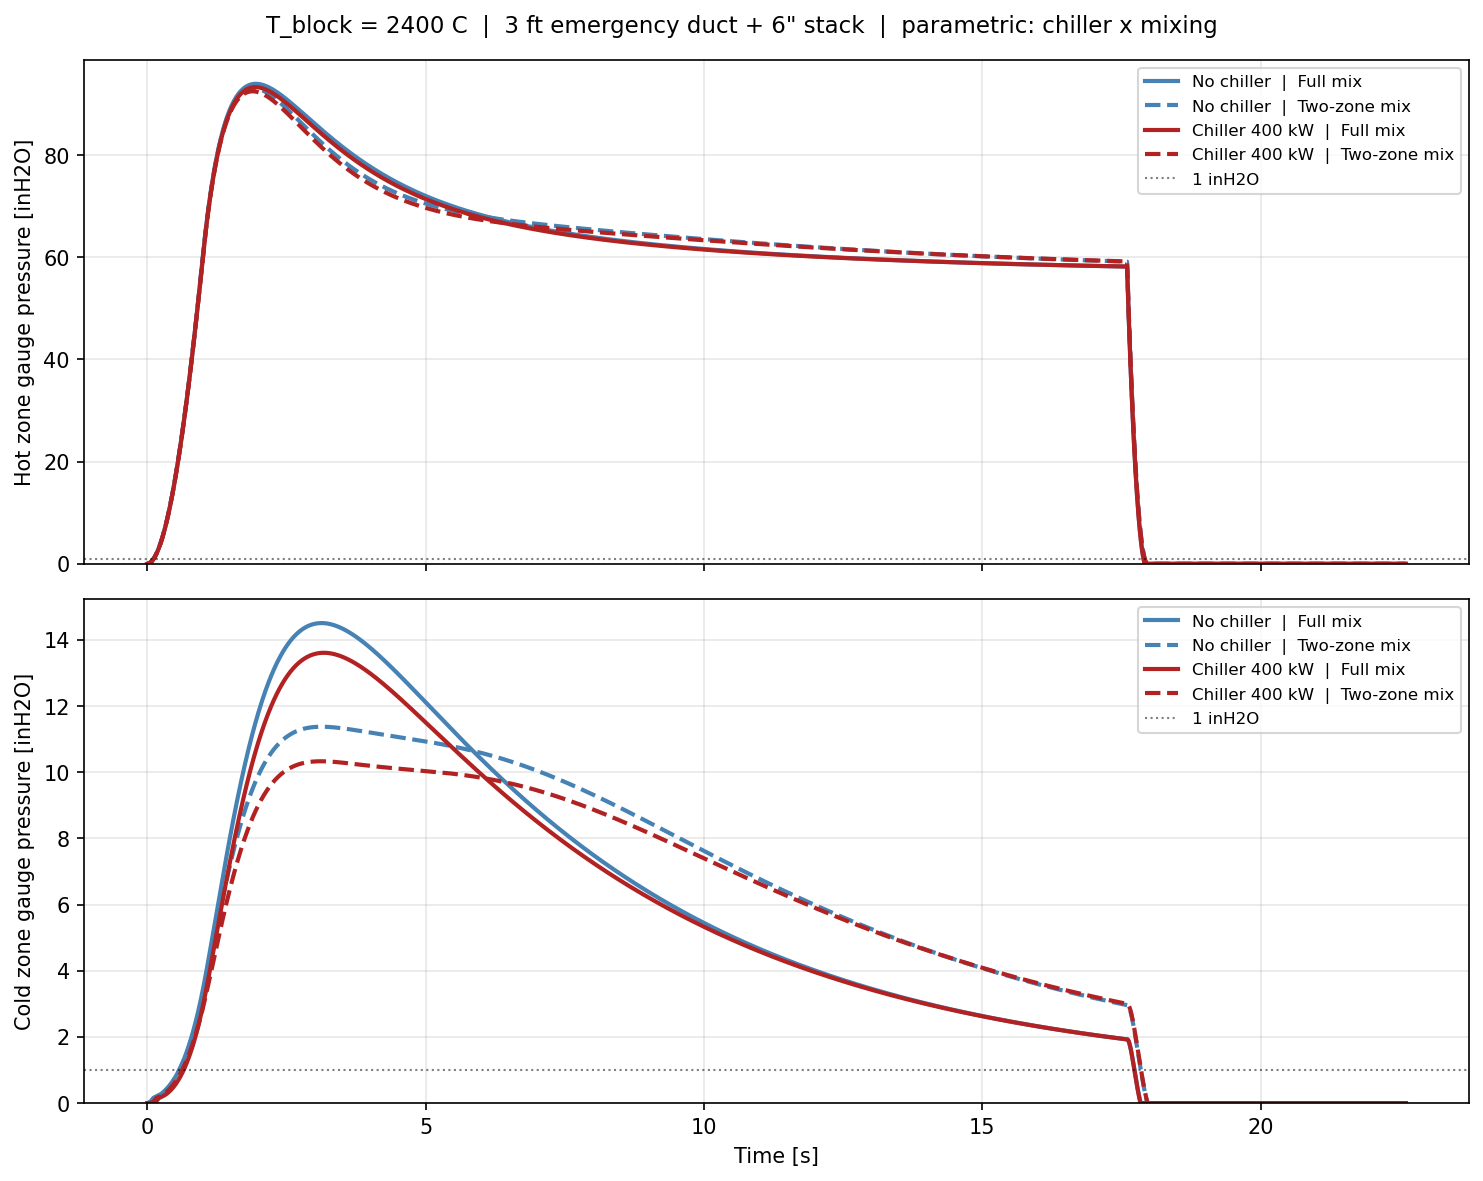 T_block = 2400 C | 3 ft emergency duct + 6" stack | parametric: chiller x mixing
Hot zone gauge pressure [inH2O]
80
60
40
20
0
No chiller | Full mix
No chiller | Two-zone mix
Chiller 400 kW | Full mix
Chiller 400 kW | Two-zone mix
1 inH2O
Cold zone gauge pressure [inH2O]
14
12
10
8
6
4
2
0
No chiller | Full mix
No chiller | Two-zone mix
Chiller 400 kW | Full mix
Chiller 400 kW | Two-zone mix
1 inH2O
0 5 10 15 20
Time [s]